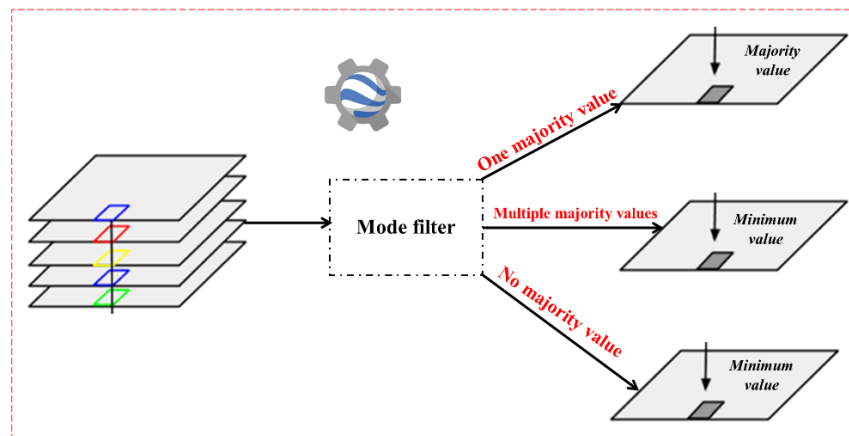 Majority
value
One majority value
Mode filter
Multiple majority values
Minimum
value
No majority value
Minimum
value